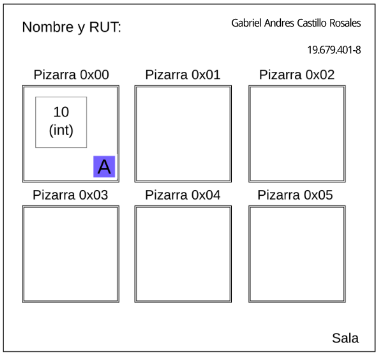 Nombre y RUT: Gabriel Andres Castillo Rosales
19.679.401-8
Pizarra 0x00 Pizarra 0x01 Pizarra 0x02
10
(int)
A
Pizarra 0x03 Pizarra 0x04 Pizarra 0x05
Sala